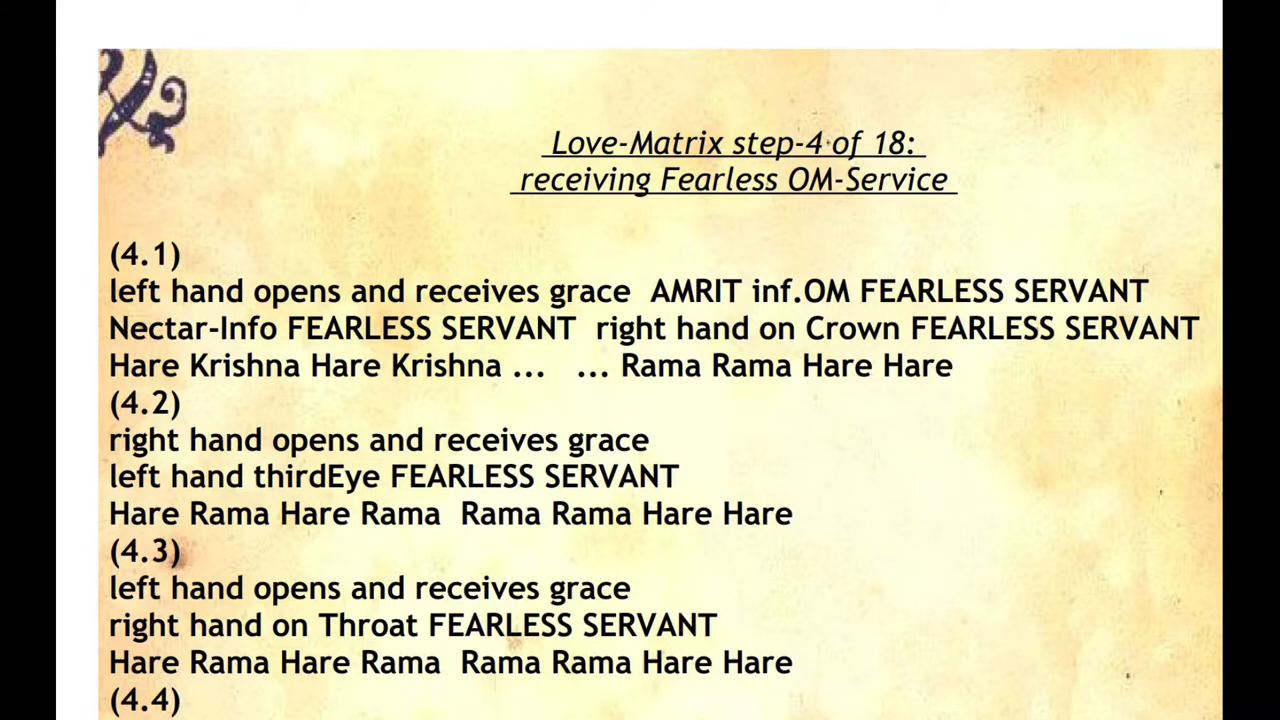 Love-Matrix step-4 of 18:
receiving Fearless OM-Service
(4.1)
left hand opens and receives grace  AMRIT inf.OM FEARLESS SERVANT
Nectar-Info FEARLESS SERVANT  right hand on Crown FEARLESS SERVANT
Hare Krishna Hare Krishna ...   ... Rama Rama Hare Hare
(4.2)
right hand opens and receives grace
left hand thirdEye FEARLESS SERVANT
Hare Rama Hare Rama  Rama Rama Hare Hare
(4.3)
left hand opens and receives grace
right hand on Throat FEARLESS SERVANT
Hare Rama Hare Rama  Rama Rama Hare Hare
(4.4)